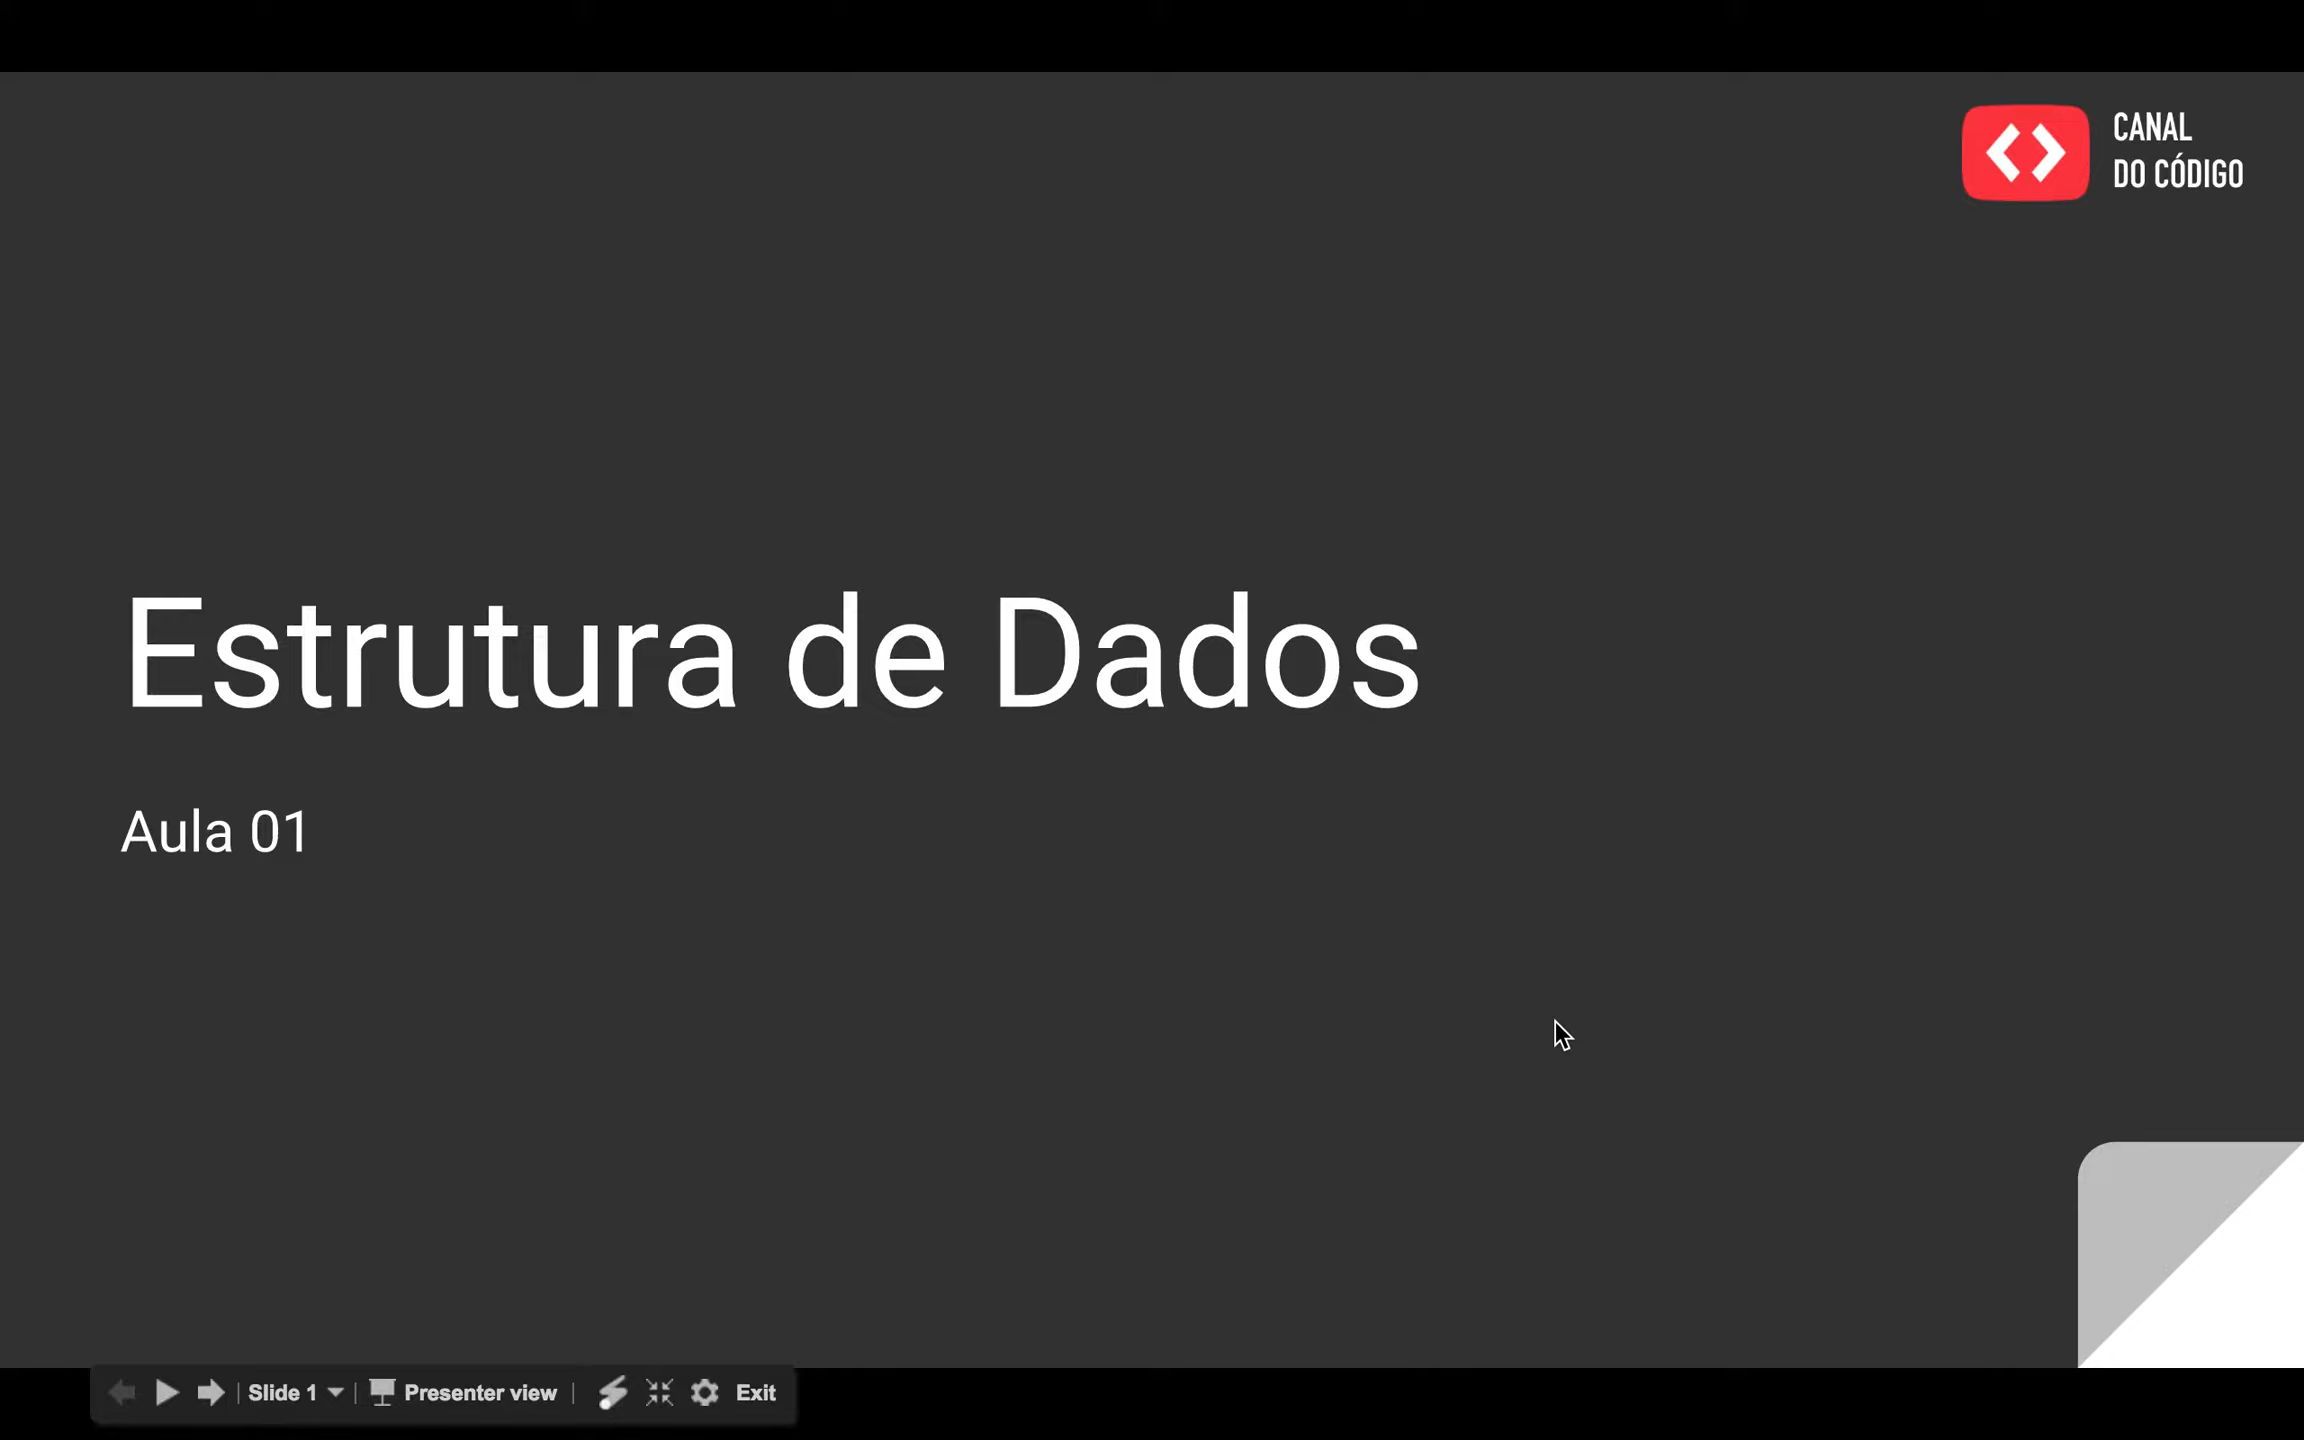 CANAL
DO CÓDIGO
Estrutura de Dados
Aula 01
Slide 1 Presenter view Exit